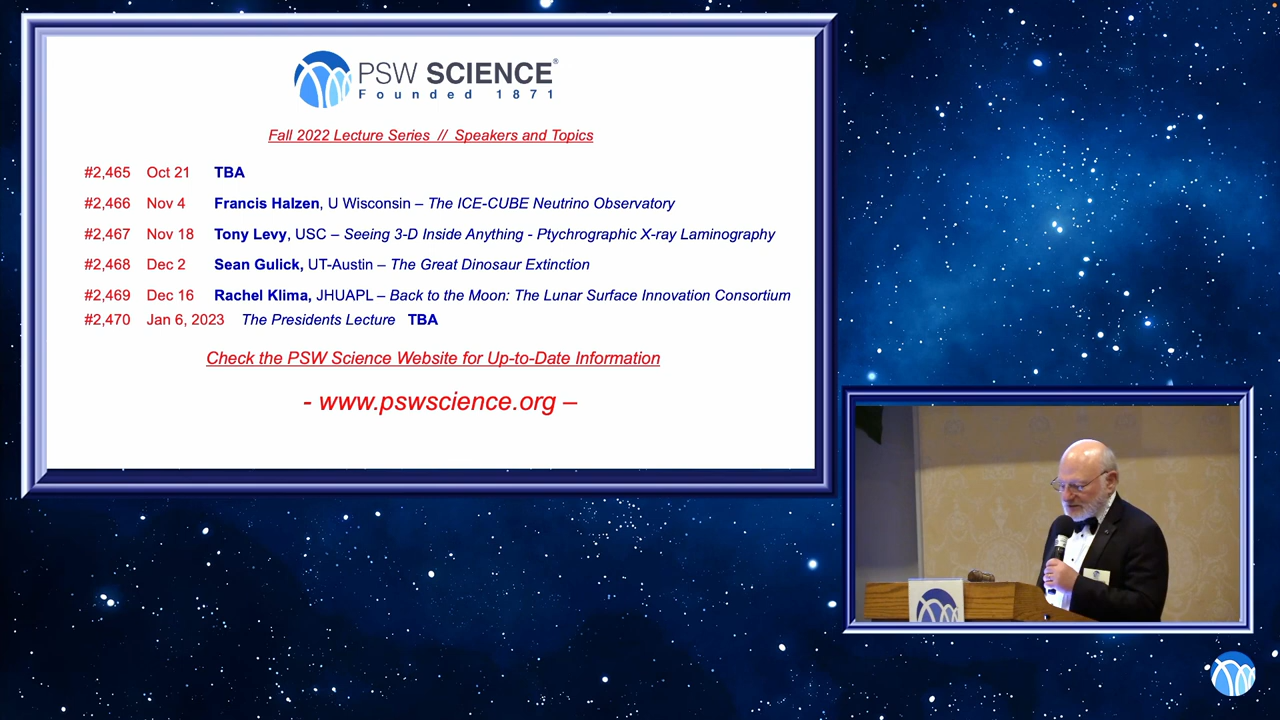 PSW SCIENCE®
Founded 1871
Fall 2022 Lecture Series // Speakers and Topics
#2,465 Oct 21 TBA
#2,466 Nov 4 Francis Halzen, U Wisconsin – The ICE-CUBE Neutrino Observatory
#2,467 Nov 18 Tony Levy, USC – Seeing 3-D Inside Anything - Ptychrographic X-ray Laminography
#2,468 Dec 2 Sean Gulick, UT-Austin – The Great Dinosaur Extinction
#2,469 Dec 16 Rachel Klima, JHUAPL – Back to the Moon: The Lunar Surface Innovation Consortium
#2,470 Jan 6, 2023 The Presidents Lecture TBA
Check the PSW Science Website for Up-to-Date Information
- www.pswscience.org –